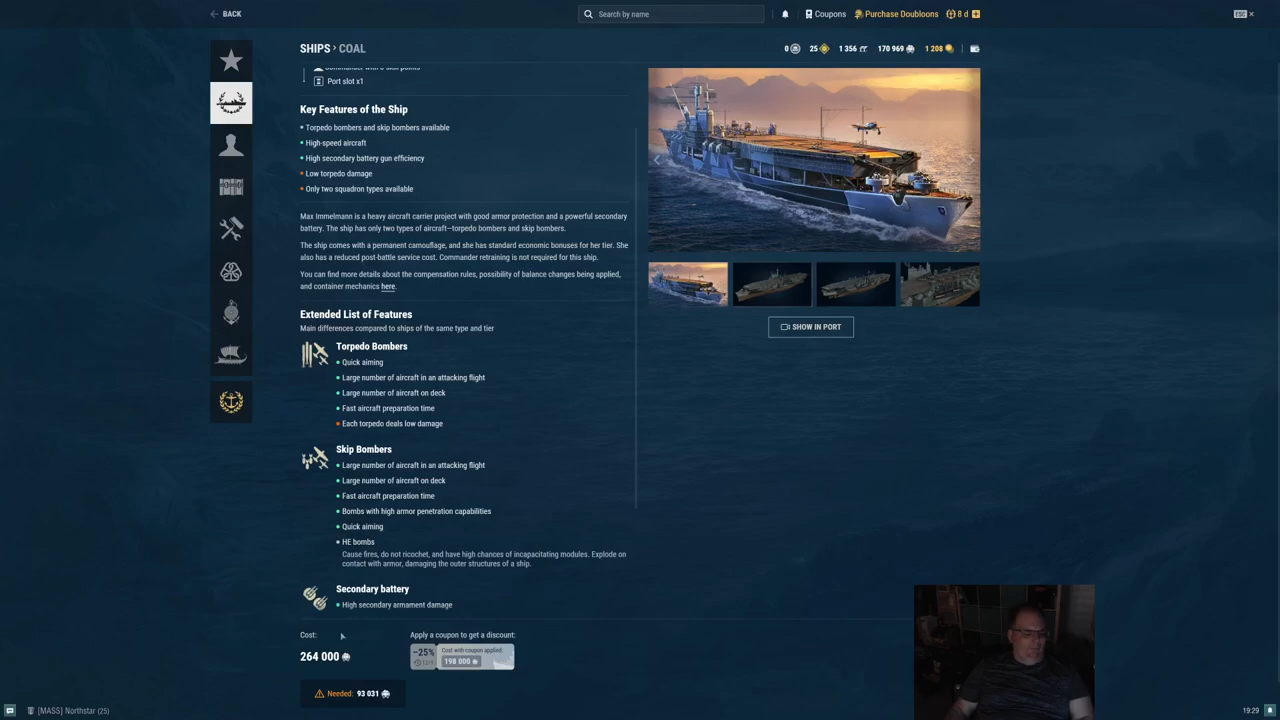 BACK
Search by name
Coupons
Purchase Doubloons
8 d
ESC
SHIPS > COAL
0
25
1 356
170 969
1 208
Port slot x1
Key Features of the Ship
Torpedo bombers and skip bombers available
High-speed aircraft
High secondary battery gun efficiency
Low torpedo damage
Only two squadron types available
Max Immelmann is a heavy aircraft carrier project with good armor protection and a powerful secondary
battery. The ship has only two types of aircraft—torpedo bombers and skip bombers.
The ship comes with a permanent camouflage, and she has standard economic bonuses for her tier. She
also has a reduced post-battle service cost. Commander retraining is not required for this ship.
You can find more details about the compensation rules, possibility of balance changes being applied,
and container mechanics here.
SHOW IN PORT
Extended List of Features
Main differences compared to ships of the same type and tier
Torpedo Bombers
Quick aiming
Large number of aircraft in an attacking flight
Large number of aircraft on deck
Fast aircraft preparation time
Each torpedo deals low damage
Skip Bombers
Large number of aircraft in an attacking flight
Large number of aircraft on deck
Fast aircraft preparation time
Bombs with high armor penetration capabilities
Quick aiming
HE bombs
Cause fires, do not ricochet, and have high chances of incapacitating modules. Explode on
contact with armor, damaging the outer structures of a ship.
Secondary battery
High secondary armament damage
Cost:
264 000
Apply a coupon to get a discount:
−25%
Cost with coupon applied:
198 000
Needed: 93 031
[MASS] Northstar (25)
19:29